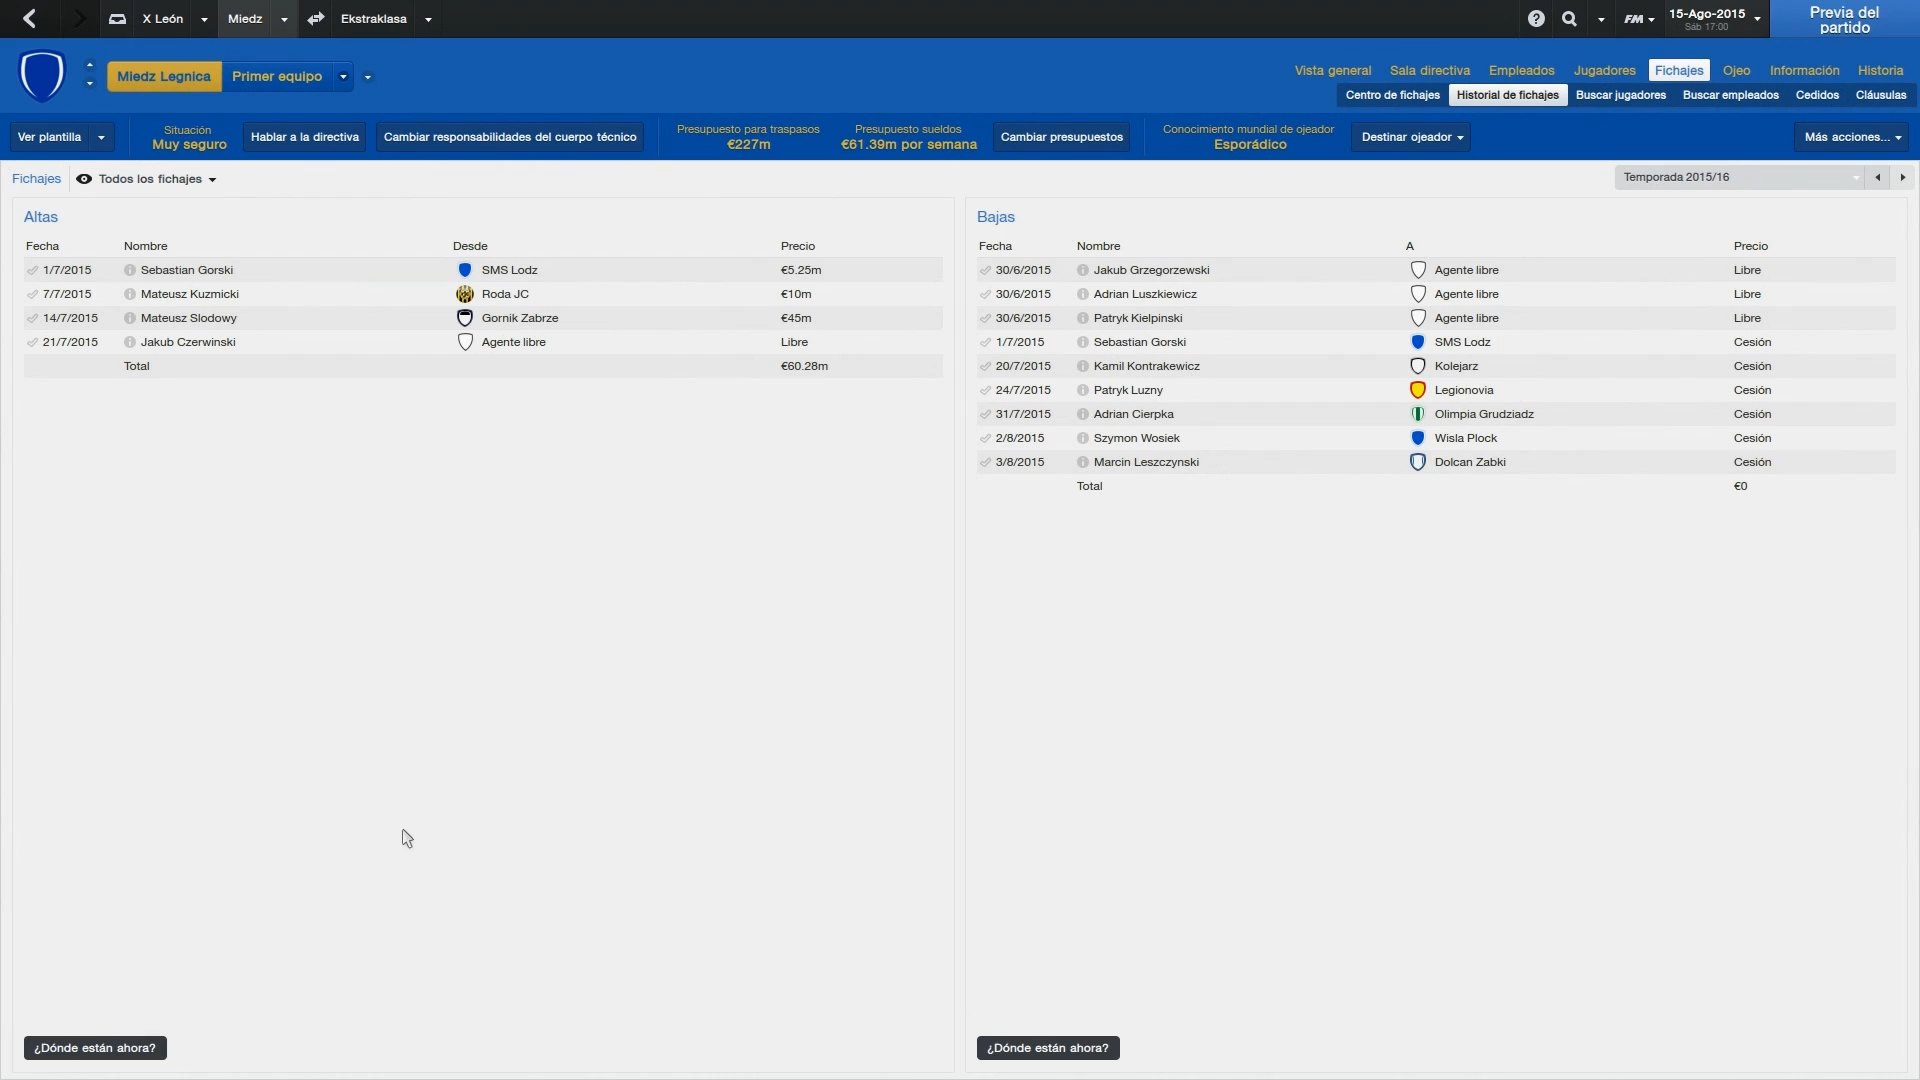 X León
Miedz
Ekstraklasa
FM
15-Ago-2015
Sáb 17:00
Previa del partido
Miedz Legnica
Primer equipo
Vista general
Sala directiva
Empleados
Jugadores
Fichajes
Ojeo
Información
Historia
Centro de fichajes
Historial de fichajes
Buscar jugadores
Buscar empleados
Cedidos
Cláusulas
Ver plantilla
Situación
Muy seguro
Hablar a la directiva
Cambiar responsabilidades del cuerpo técnico
Presupuesto para traspasos
€227m
Presupuesto sueldos
€61.39m por semana
Cambiar presupuestos
Conocimiento mundial de ojeador
Esporádico
Destinar ojeador
Más acciones...
Fichajes
Todos los fichajes
Temporada 2015/16
Altas
Fecha Nombre Desde Precio
1/7/2015 Sebastian Gorski SMS Lodz €5.25m
7/7/2015 Mateusz Kuzmicki Roda JC €10m
14/7/2015 Mateusz Slodowy Gornik Zabrze €45m
21/7/2015 Jakub Czerwinski Agente libre Libre
Total €60.28m
¿Dónde están ahora?
Bajas
Fecha Nombre A Precio
30/6/2015 Jakub Grzegorzewski Agente libre Libre
30/6/2015 Adrian Luszkiewicz Agente libre Libre
30/6/2015 Patryk Kielpinski Agente libre Libre
1/7/2015 Sebastian Gorski SMS Lodz Cesión
20/7/2015 Kamil Kontrakewicz Kolejarz Cesión
24/7/2015 Patryk Luzny Legionovia Cesión
31/7/2015 Adrian Cierpka Olimpia Grudziadz Cesión
2/8/2015 Szymon Wosiek Wisla Plock Cesión
3/8/2015 Marcin Leszczynski Dolcan Zabki Cesión
Total €0
¿Dónde están ahora?